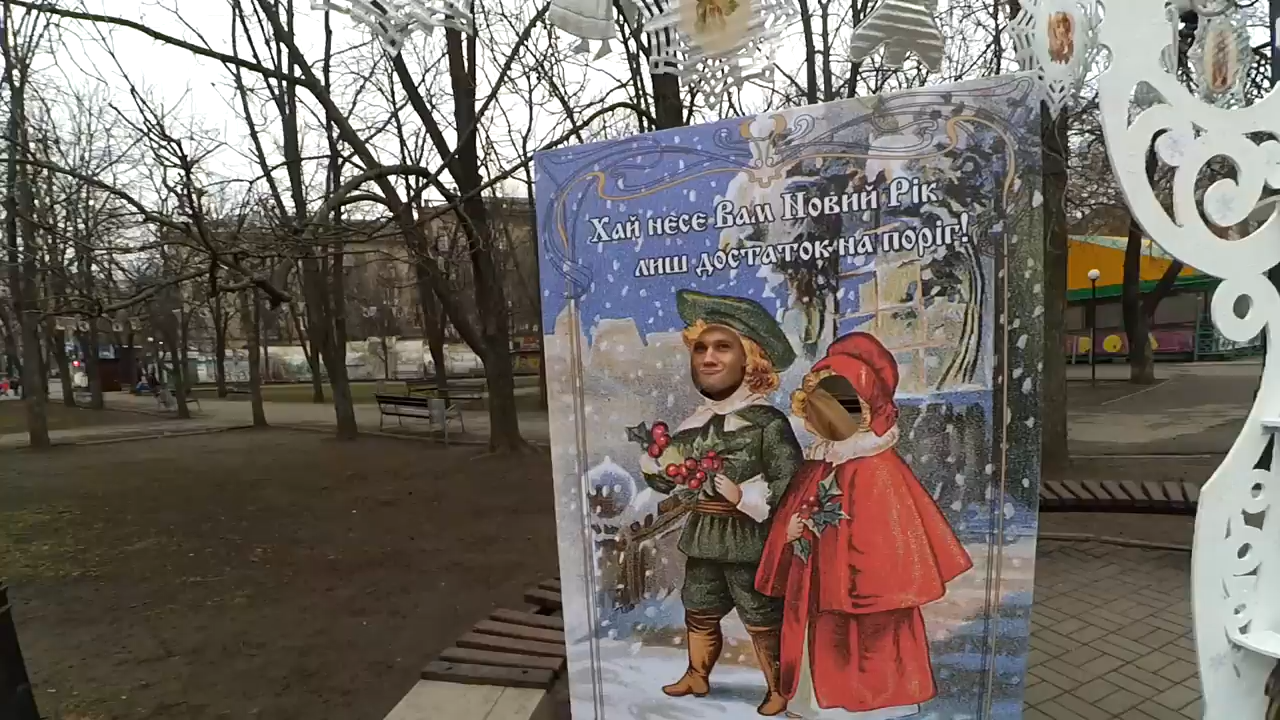 Хай несе Вам Новий Рік
лиш достаток на поріг!